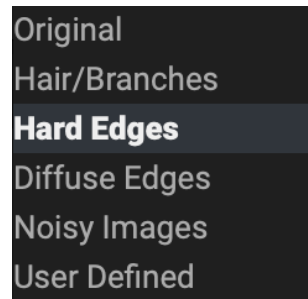 Original
Hair/Branches
Hard Edges
Diffuse Edges
Noisy Images
User Defined